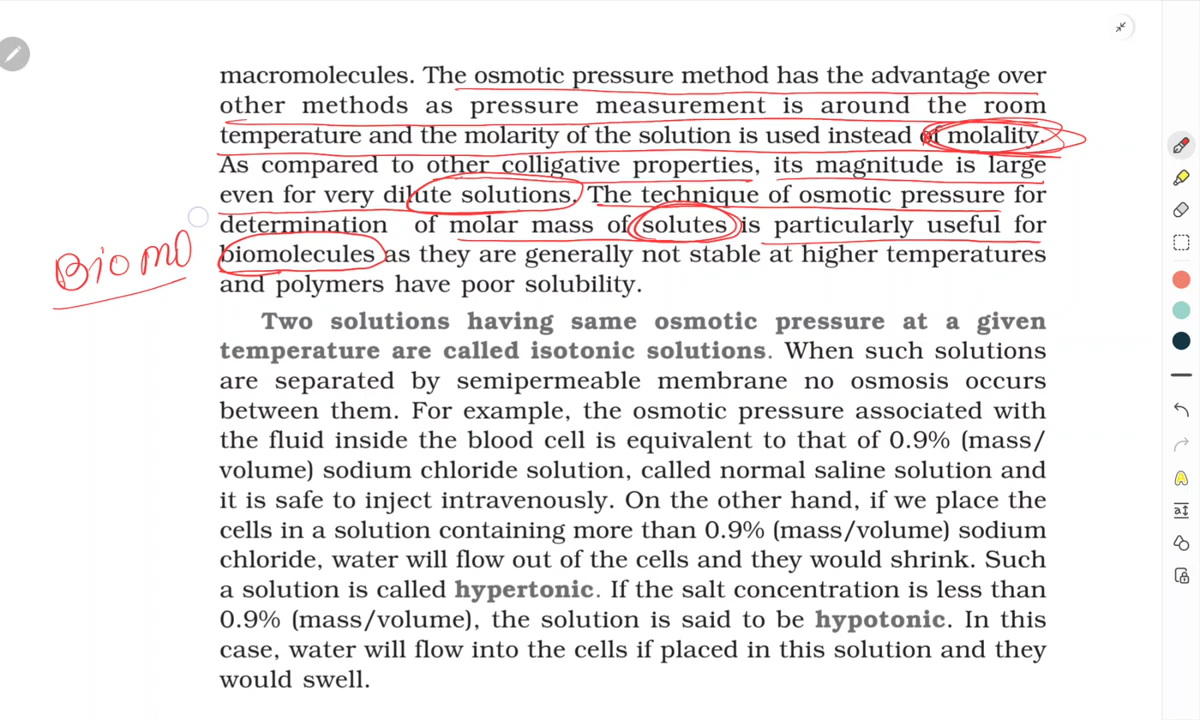 macromolecules. The osmotic pressure method has the advantage over
other methods as pressure measurement is around the room
temperature and the molarity of the solution is used instead of molality.
As compared to other colligative properties, its magnitude is large
even for very dilute solutions. The technique of osmotic pressure for
determination of molar mass of solutes is particularly useful for
Biomo
biomolecules as they are generally not stable at higher temperatures
and polymers have poor solubility.
Two solutions having same osmotic pressure at a given
temperature are called isotonic solutions. When such solutions
are separated by semipermeable membrane no osmosis occurs
between them. For example, the osmotic pressure associated with
the fluid inside the blood cell is equivalent to that of 0.9% (mass/
volume) sodium chloride solution, called normal saline solution and
it is safe to inject intravenously. On the other hand, if we place the
cells in a solution containing more than 0.9% (mass/volume) sodium
chloride, water will flow out of the cells and they would shrink. Such
a solution is called hypertonic. If the salt concentration is less than
0.9% (mass/volume), the solution is said to be hypotonic. In this
case, water will flow into the cells if placed in this solution and they
would swell.